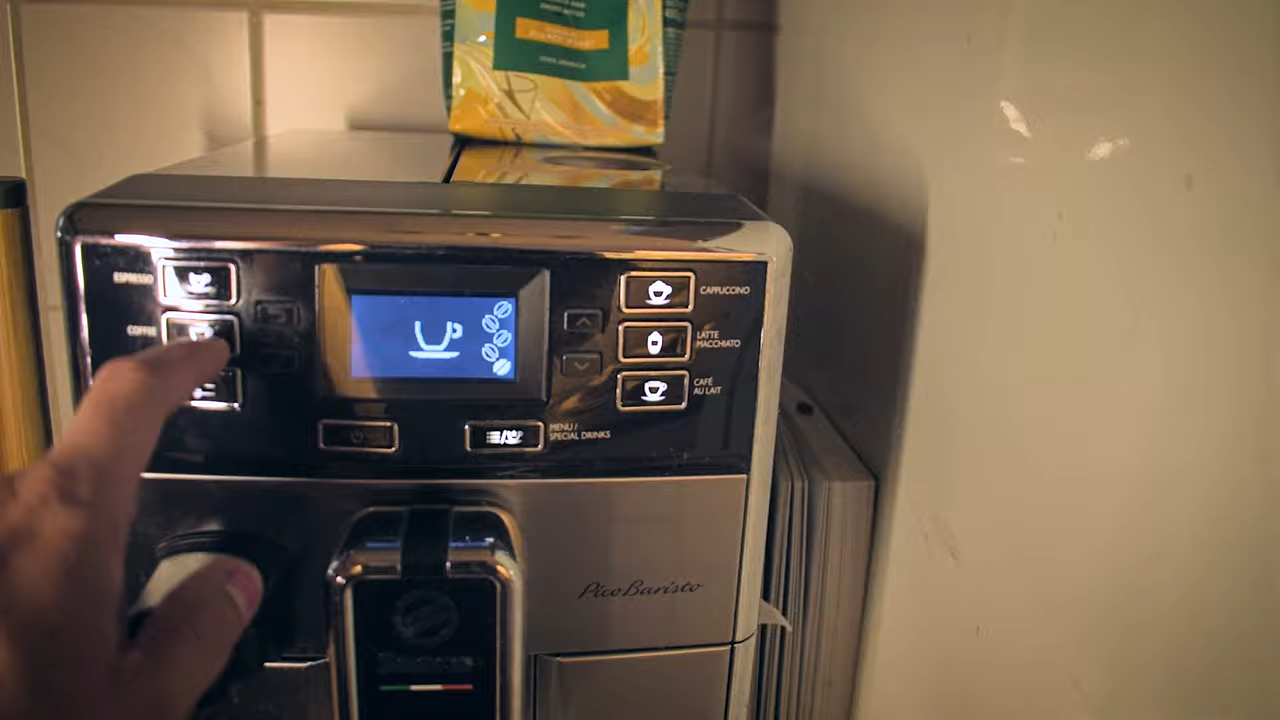 ESPRESSO
COFFEE
CAPPUCCINO
LATTE
MACCHIATO
CAFÉ
AU LAIT
MENU /
SPECIAL DRINKS
PicoBaristo